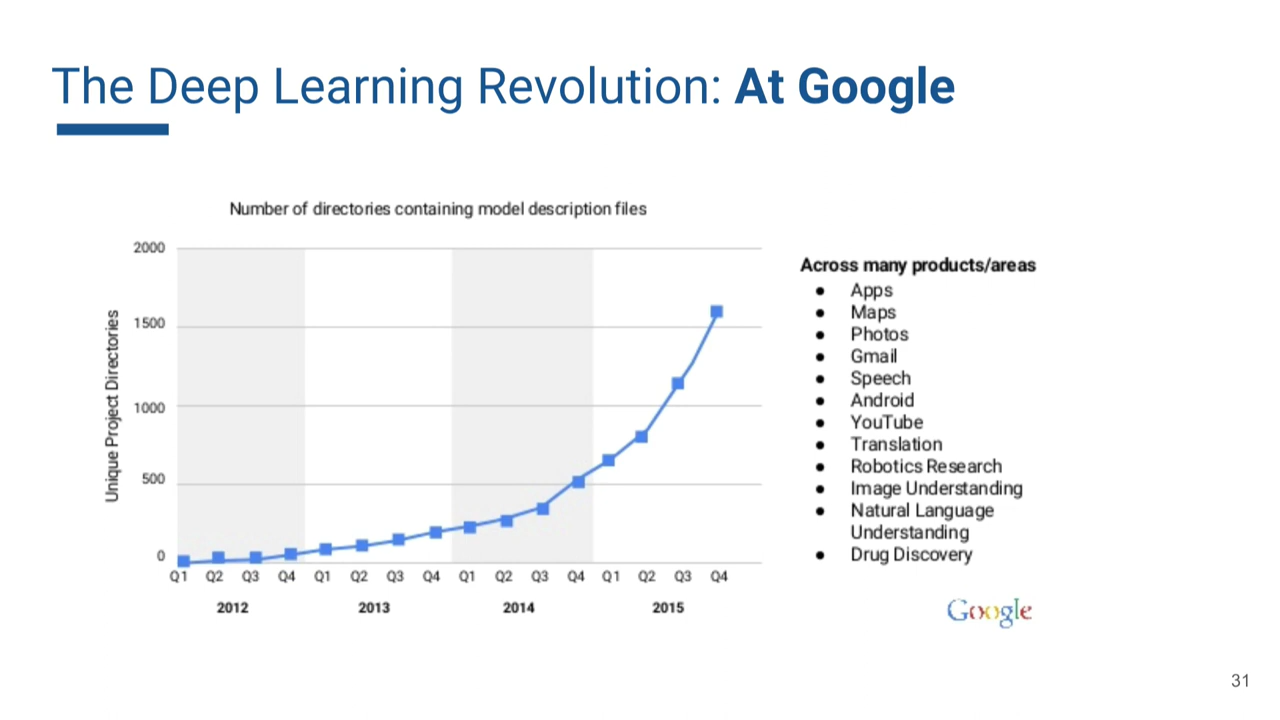 The Deep Learning Revolution: At Google
Number of directories containing model description files
Unique Project Directories
2000
1500
1000
500
0
Q1 Q2 Q3 Q4 Q1 Q2 Q3 Q4 Q1 Q2 Q3 Q4 Q1 Q2 Q3 Q4
2012 2013 2014 2015
Across many products/areas
● Apps
● Maps
● Photos
● Gmail
● Speech
● Android
● YouTube
● Translation
● Robotics Research
● Image Understanding
● Natural Language
Understanding
● Drug Discovery
Google
31